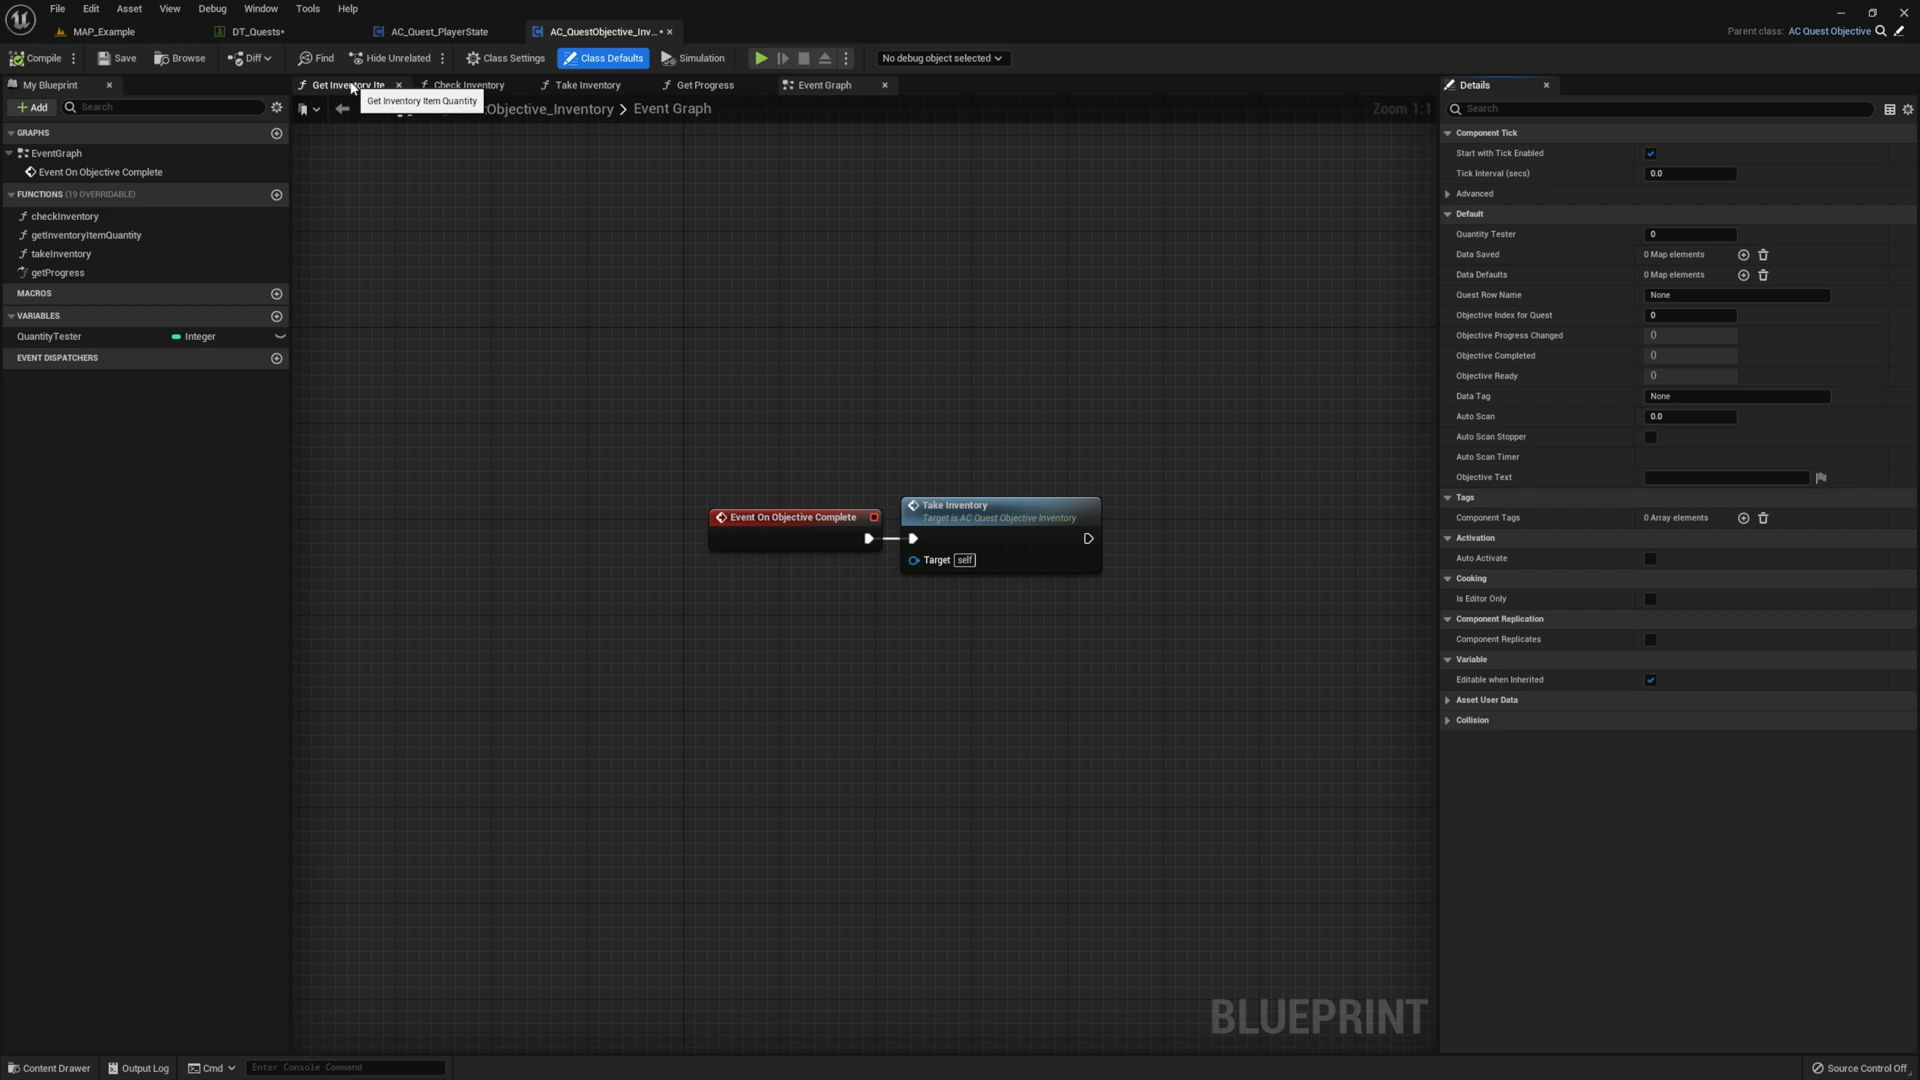 File Edit Asset View Debug Window Tools Help
MAP_Example DT_Quests• AC_Quest_PlayerState AC_QuestObjective_Inv...•
Parent class: AC Quest Objective
Compile Save Browse Diff Find Hide Unrelated Class Settings Class Defaults Simulation No debug object selected
My Blueprint
Get Inventory Ite Check Inventory Take Inventory Get Progress Event Graph
Details
Add Search
Get Inventory Item Quantity
Objective_Inventory > Event Graph
Zoom 1:1
Search
GRAPHS
EventGraph
Event On Objective Complete
FUNCTIONS (19 OVERRIDABLE)
checkInventory
getInventoryItemQuantity
takeInventory
getProgress
MACROS
VARIABLES
QuantityTester Integer
EVENT DISPATCHERS
Event On Objective Complete
Take Inventory
Target is AC Quest Objective Inventory
Target self
BLUEPRINT
Component Tick
Start with Tick Enabled
Tick Interval (secs) 0.0
Advanced
Default
Quantity Tester 0
Data Saved 0 Map elements
Data Defaults 0 Map elements
Quest Row Name None
Objective Index for Quest 0
Objective Progress Changed ()
Objective Completed ()
Objective Ready ()
Data Tag None
Auto Scan 0.0
Auto Scan Stopper
Auto Scan Timer
Objective Text
Tags
Component Tags 0 Array elements
Activation
Auto Activate
Cooking
Is Editor Only
Component Replication
Component Replicates
Variable
Editable when Inherited
Asset User Data
Collision
Content Drawer Output Log Cmd Enter Console Command
Source Control Off